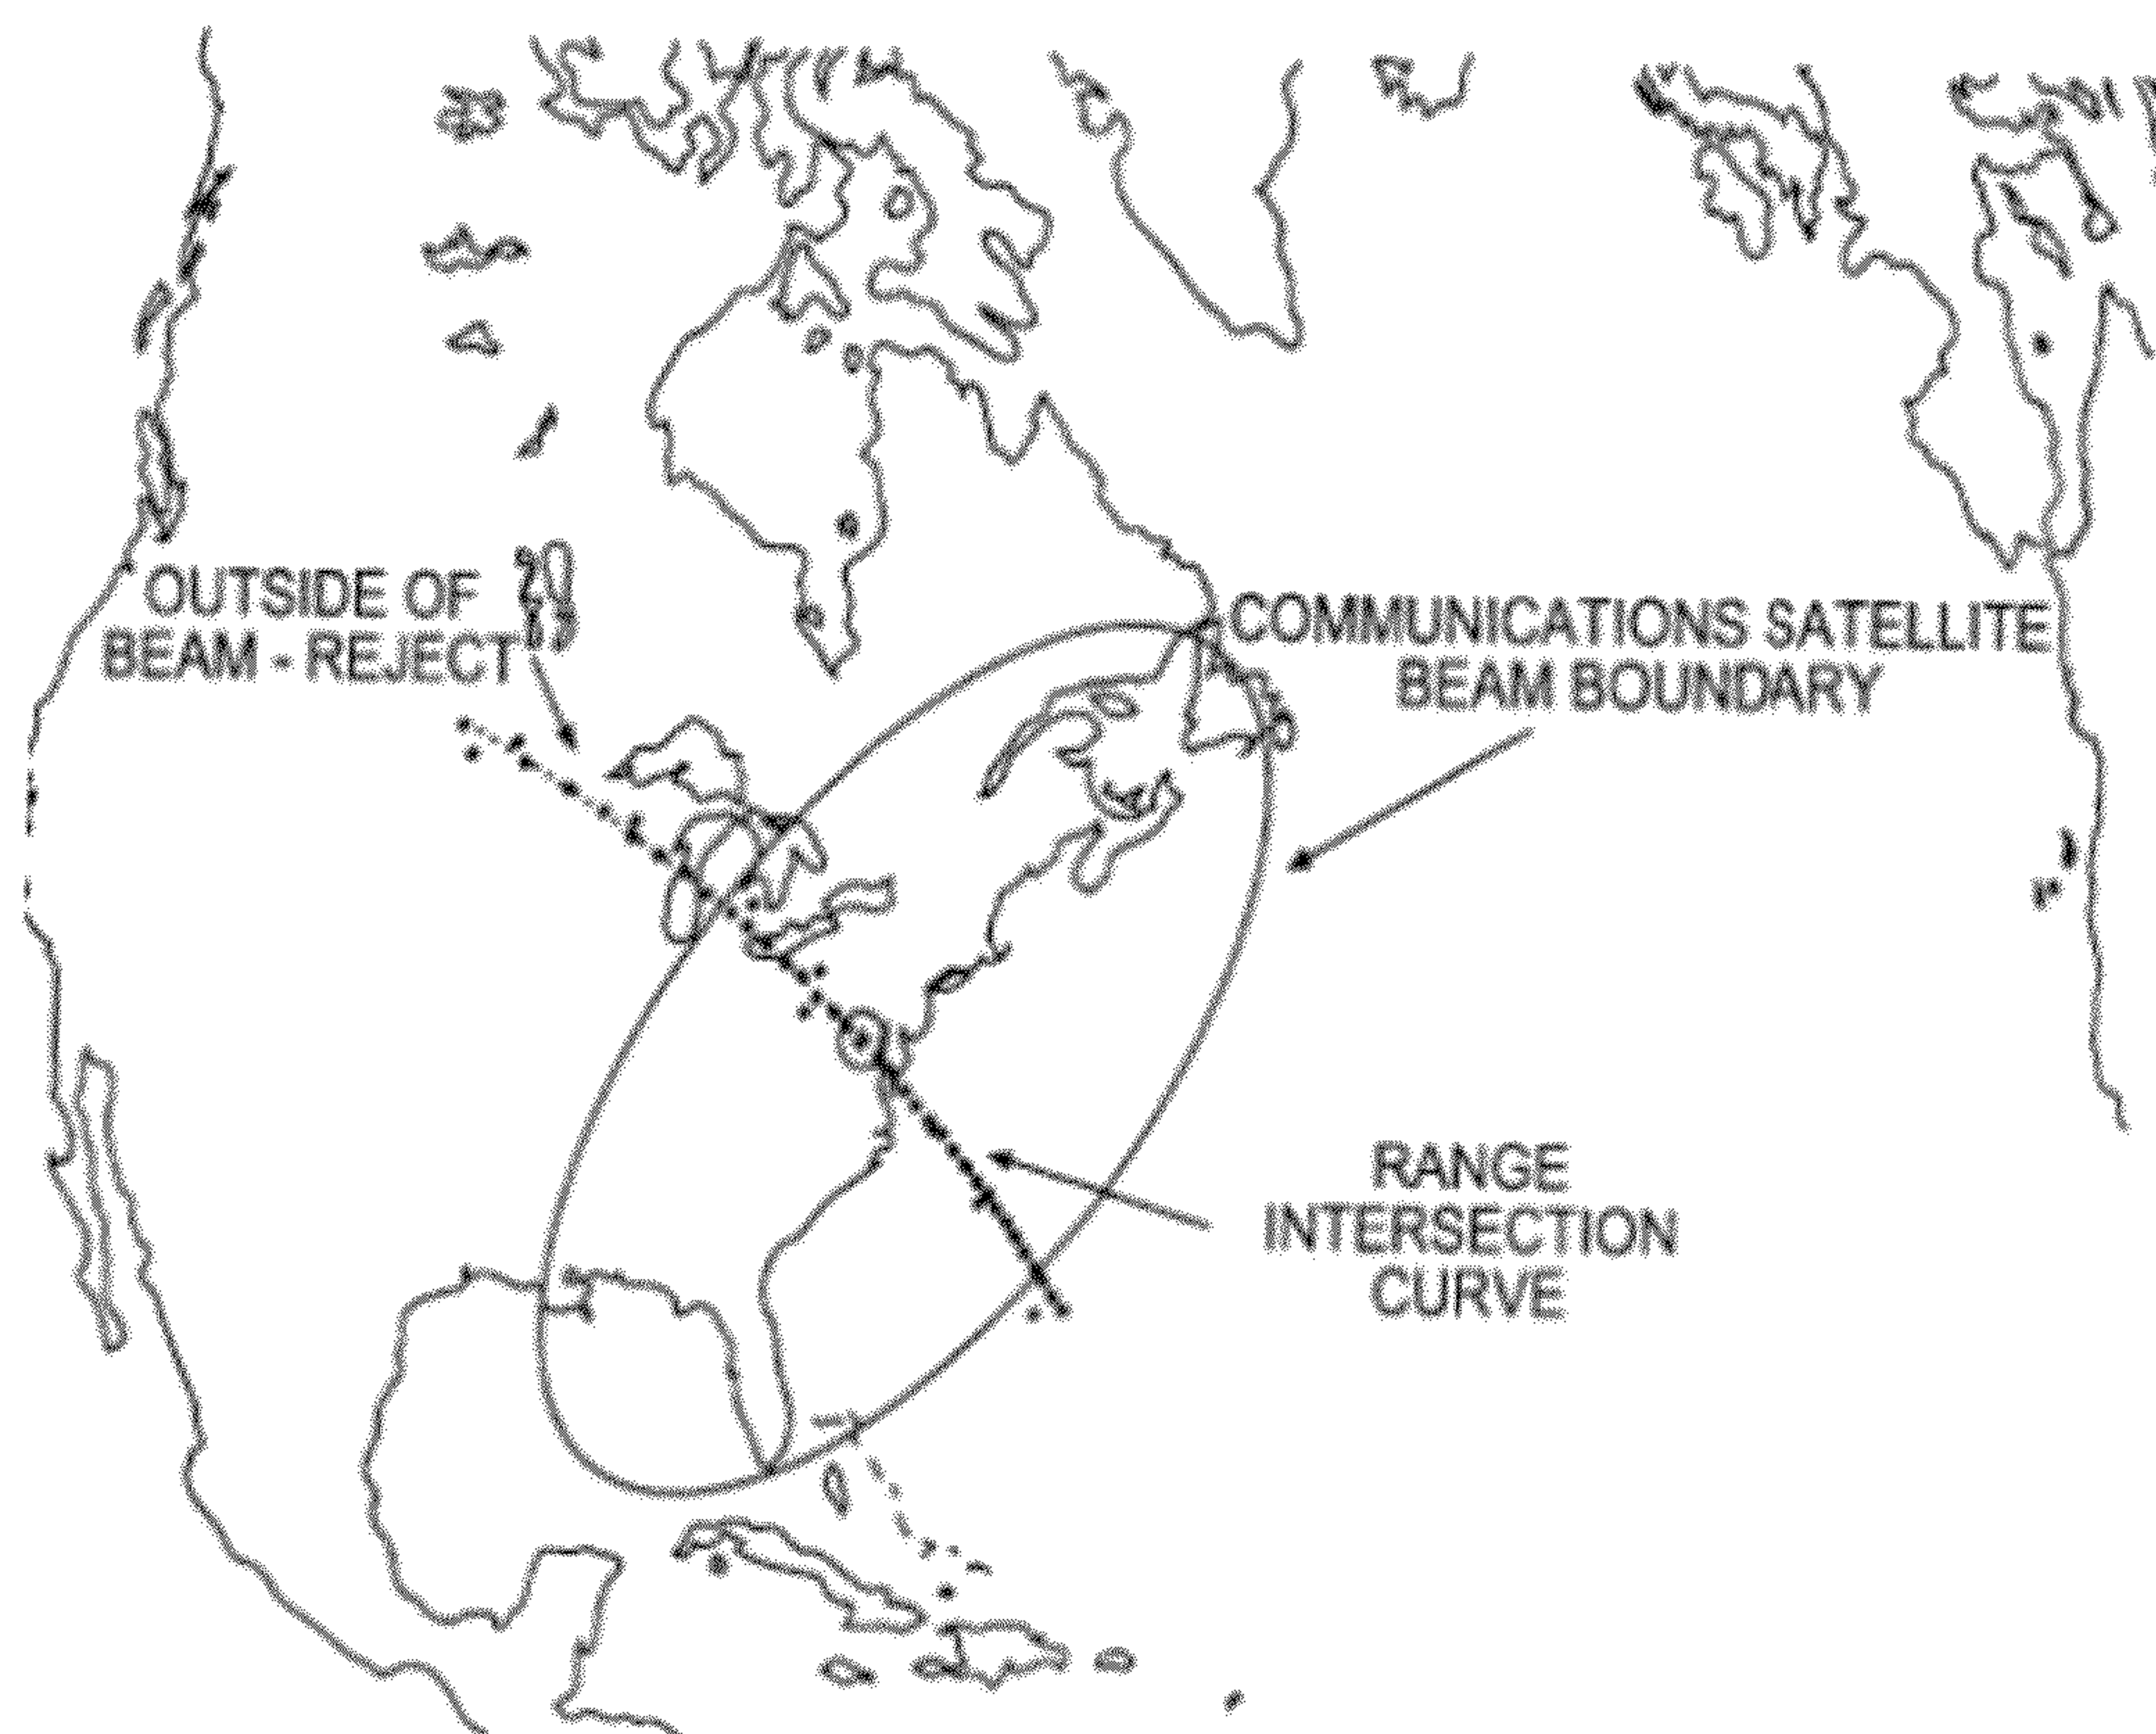 OUTSIDE OF
BEAM - REJECT
COMMUNICATIONS SATELLITE
BEAM BOUNDARY
RANGE
INTERSECTION
CURVE